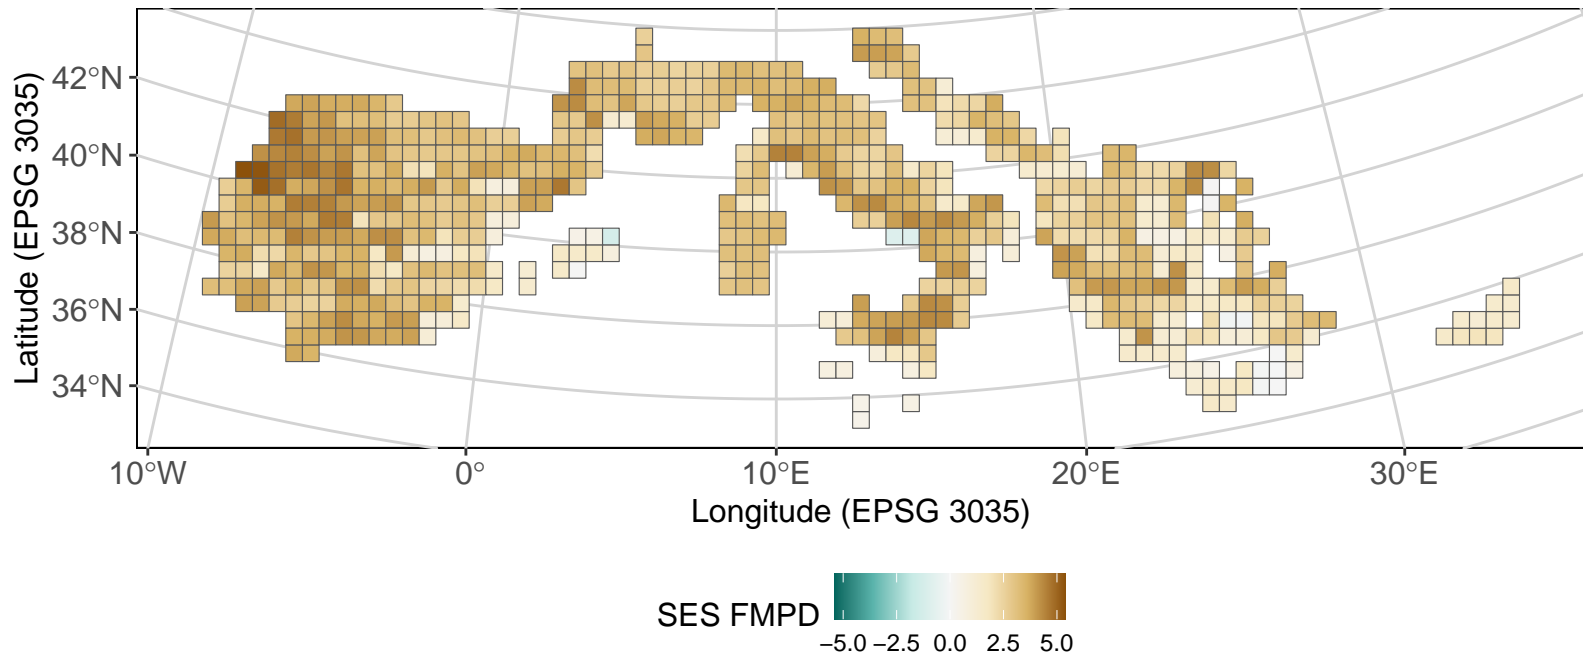 Latitude (EPSG 3035)
42°N
40°N
38°N
36°N
34°N
10°W 0° 10°E 20°E 30°E
Longitude (EPSG 3035)
SES FMPD
−5.0 −2.5 0.0 2.5 5.0